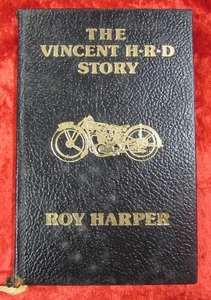 THE
VINCENT H·R·D
STORY
ROY HARPER